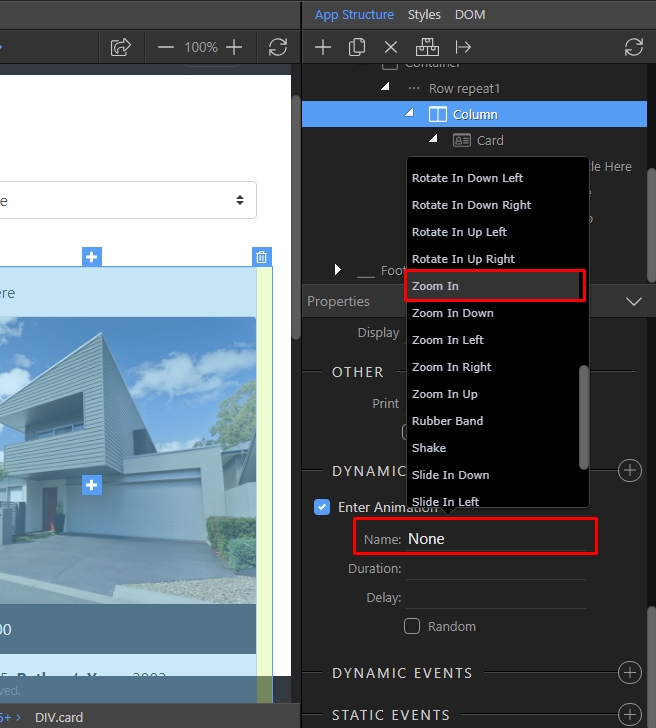 App Structure Styles DOM
100%
Container
Row repeat1
Column
Card
le Here
e
Rotate In Down Left
Rotate In Down Right
Rotate In Up Left
Rotate In Up Right
Foot
Zoom In
Properties
Zoom In Down
Display
Zoom In Left
Zoom In Right
OTHER
Zoom In Up
Print
Rubber Band
Shake
DYNAMIC
Slide In Down
Slide In Left
Enter Animation
Name: None
Duration:
Delay:
Random
DYNAMIC EVENTS
STATIC EVENTS
e
ere
00
ved.
DIV.card